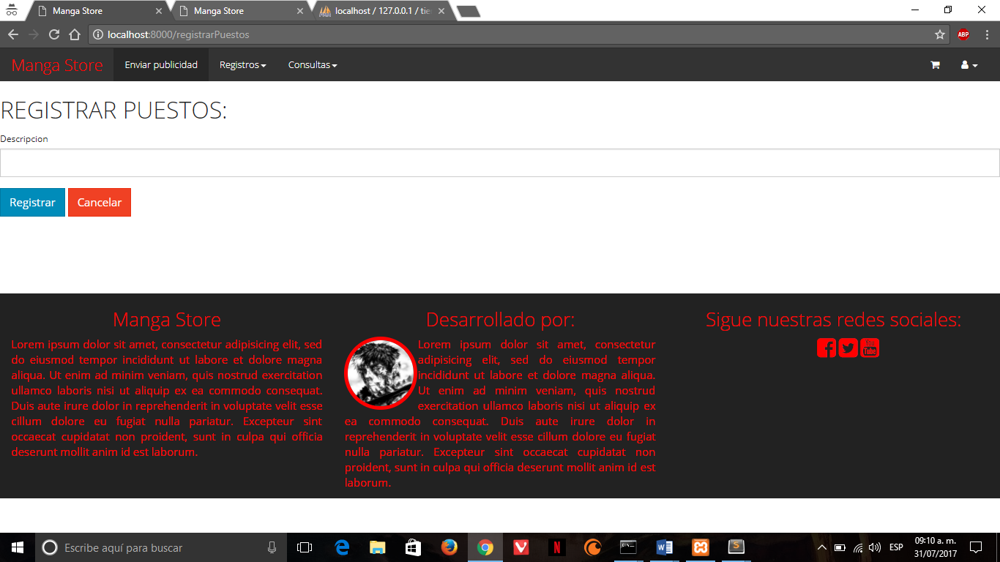 Manga Store
Manga Store
localhost / 127.0.0.1 / tie
localhost:8000/registrarPuestos
ABP
Manga Store
Enviar publicidad
Registros
Consultas
REGISTRAR PUESTOS:
Descripcion
Registrar
Cancelar
Manga Store
Lorem ipsum dolor sit amet, consectetur adipisicing elit, sed
do eiusmod tempor incididunt ut labore et dolore magna
aliqua. Ut enim ad minim veniam, quis nostrud exercitation
ullamco laboris nisi ut aliquip ex ea commodo consequat.
Duis aute irure dolor in reprehenderit in voluptate velit esse
cillum dolore eu fugiat nulla pariatur. Excepteur sint
occaecat cupidatat non proident, sunt in culpa qui officia
deserunt mollit anim id est laborum.
Desarrollado por:
Lorem ipsum dolor sit amet, consectetur
adipisicing elit, sed do eiusmod tempor
incididunt ut labore et dolore magna aliqua.
Ut enim ad minim veniam, quis nostrud
exercitation ullamco laboris nisi ut aliquip ex
ea commodo consequat. Duis aute irure dolor in
reprehenderit in voluptate velit esse cillum dolore eu fugiat
nulla pariatur. Excepteur sint occaecat cupidatat non
proident, sunt in culpa qui officia deserunt mollit anim id est
laborum.
Sigue nuestras redes sociales:
You
Tube
Escribe aquí para buscar
ESP
09:10 a. m.
31/07/2017